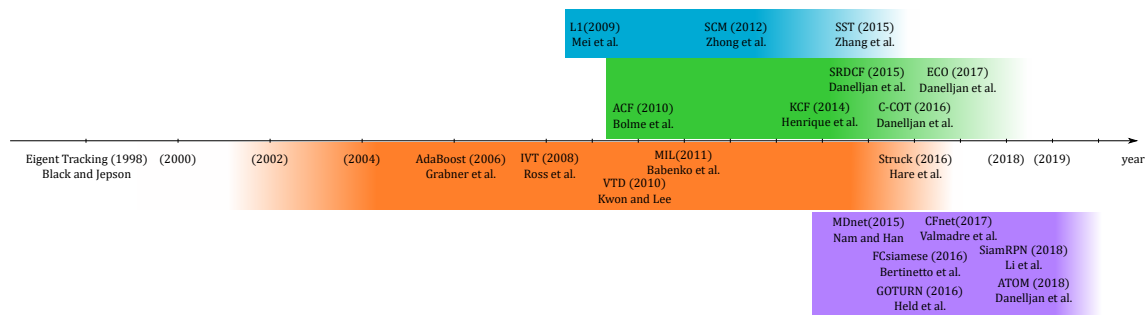 L1(2009)
Mei et al.
SCM (2012)
Zhong et al.
SST (2015)
Zhang et al.
SRDCF (2015)
Danelljan et al.
ECO (2017)
Danelljan et al.
ACF (2010)
Bolme et al.
KCF (2014)
Henrique et al.
C-COT (2016)
Danelljan et al.
Eigent Tracking (1998)
Black and Jepson
(2000)
(2002)
(2004)
AdaBoost (2006)
Grabner et al.
IVT (2008)
Ross et al.
VTD (2010)
Kwon and Lee
MIL(2011)
Babenko et al.
Struck (2016)
Hare et al.
(2018)
(2019)
year
MDnet(2015)
Nam and Han
CFnet(2017)
Valmadre et al.
FCsiamese (2016)
Bertinetto et al.
SiamRPN (2018)
Li et al.
GOTURN (2016)
Held et al.
ATOM (2018)
Danelljan et al.